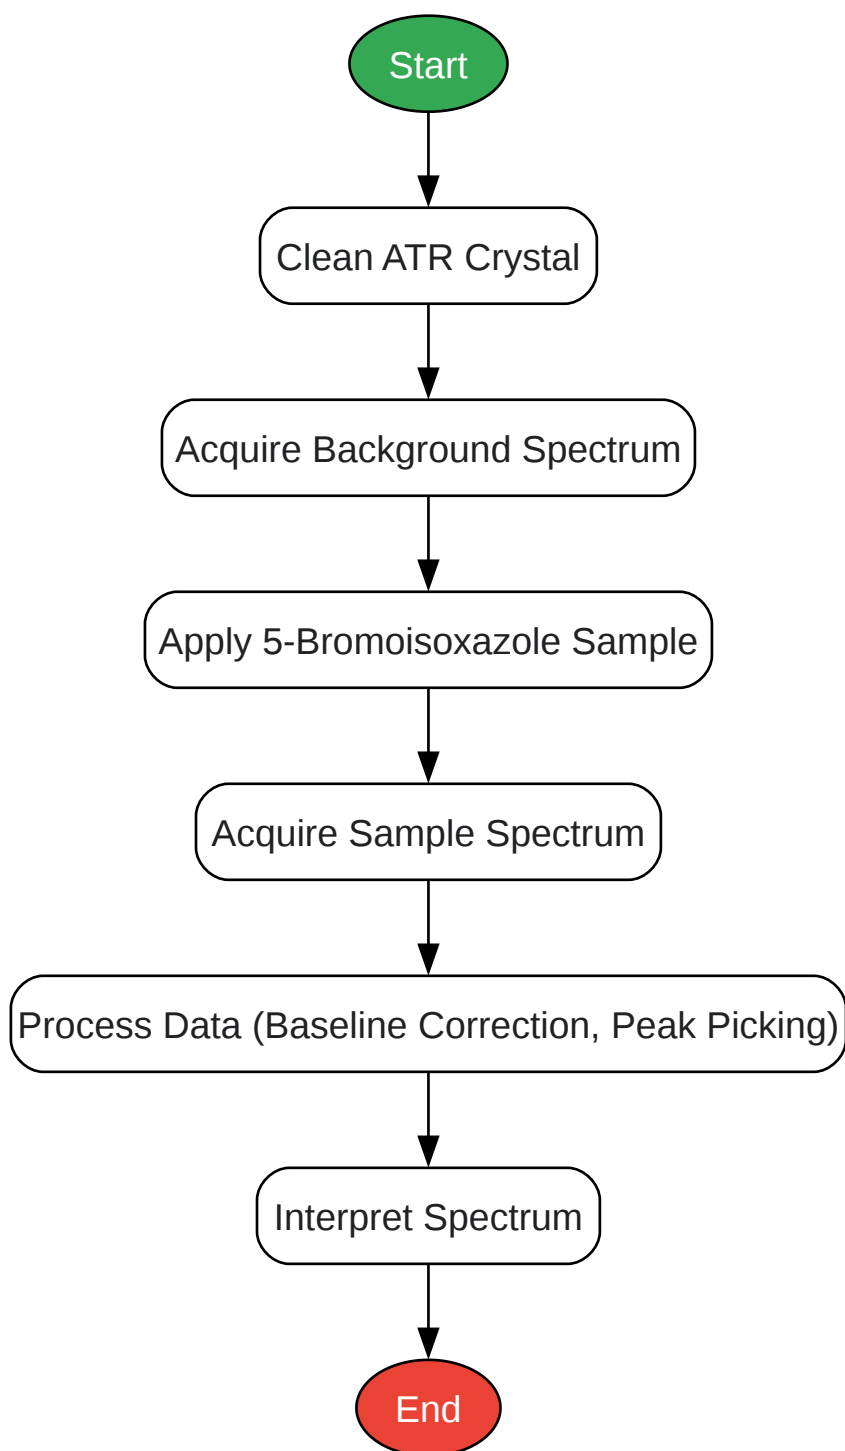 Start
Clean ATR Crystal
Acquire Background Spectrum
Apply 5-Bromoisoxazole Sample
Acquire Sample Spectrum
Process Data (Baseline Correction, Peak Picking)
Interpret Spectrum
End